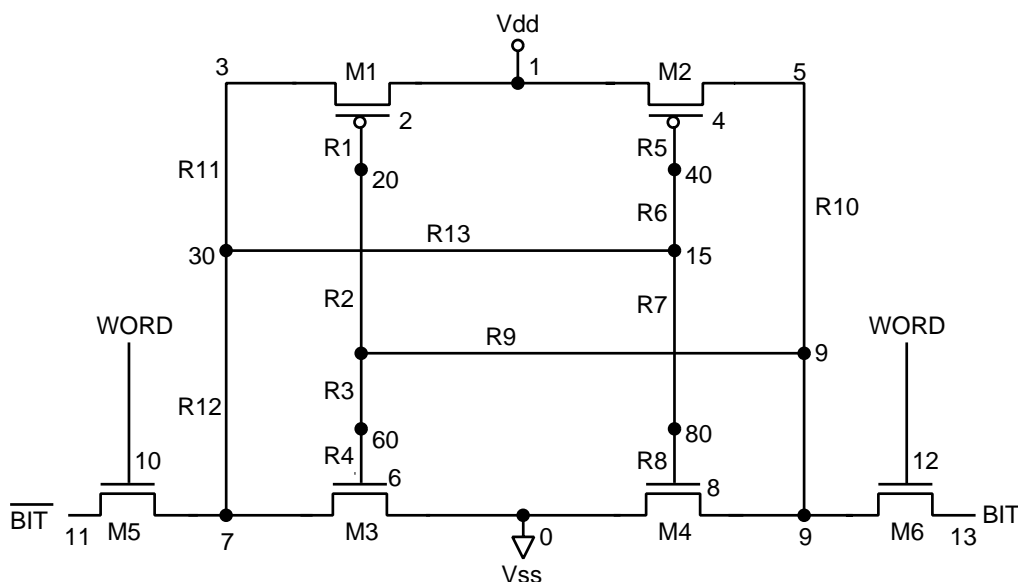 Vdd
3 M1 1 M2 5
2 4
R1 R5
R11 20 40
R6 R10
R13
30 15
R2 R7
WORD WORD
R9
9
R3
R12
60 80
10 R4 R8 12
6 8
BIT BIT
11 M5 7 M3 0 M4 9 M6 13
Vss